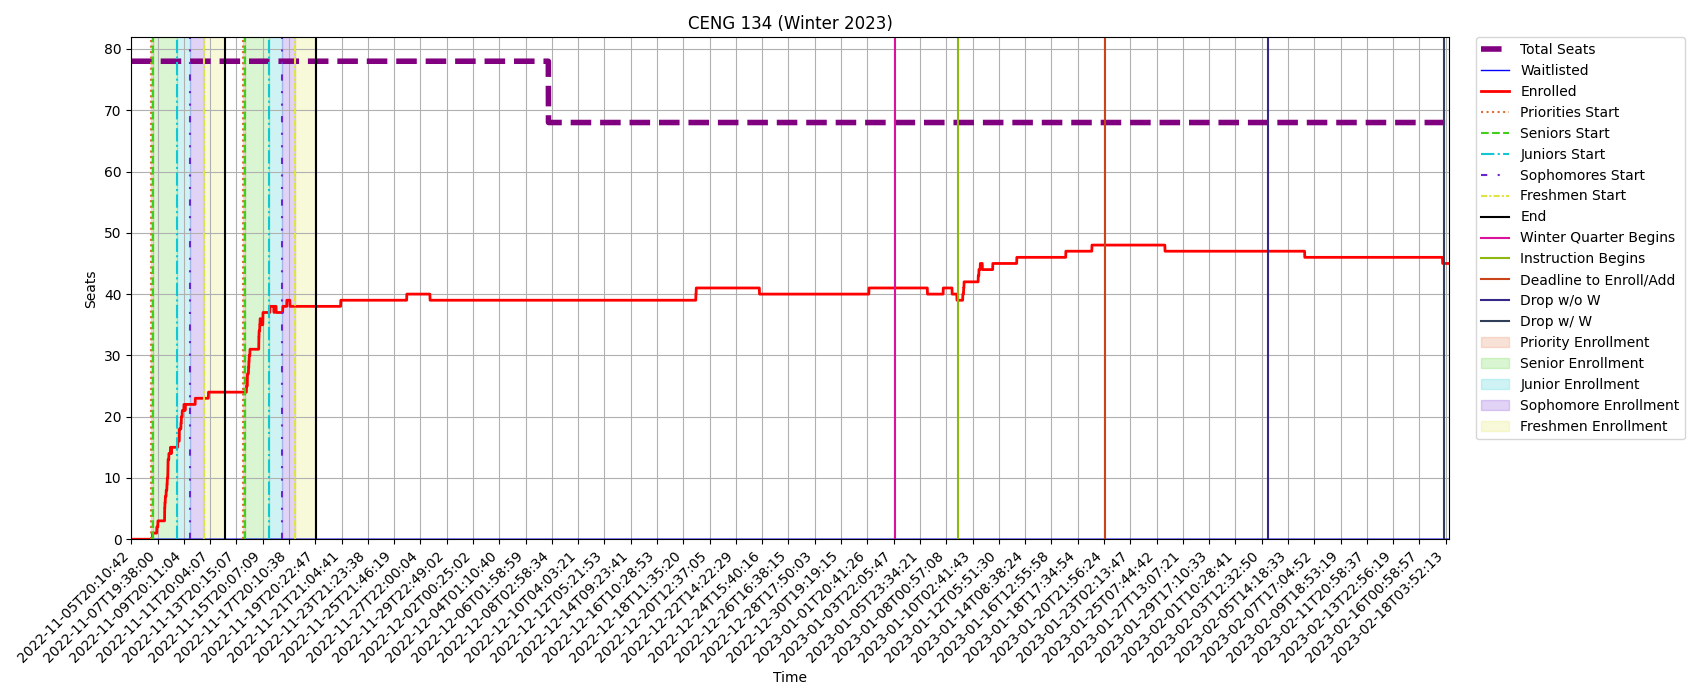 CENG 134 (Winter 2023)
80
70
60
50
40
30
20
10
0
Seats
2022-11-05T20:10:42
2022-11-07T19:38:00
2022-11-09T20:11:04
2022-11-11T20:04:07
2022-11-13T20:15:07
2022-11-15T20:07:09
2022-11-17T20:10:38
2022-11-19T20:22:47
2022-11-21T21:04:41
2022-11-23T21:23:38
2022-11-25T21:46:19
2022-11-27T22:00:04
2022-11-29T22:49:02
2022-12-02T00:25:02
2022-12-04T01:10:40
2022-12-06T01:58:59
2022-12-08T02:58:34
2022-12-10T04:03:21
2022-12-12T05:21:53
2022-12-14T09:23:41
2022-12-16T10:28:53
2022-12-18T11:35:20
2022-12-20T12:37:05
2022-12-22T14:22:29
2022-12-24T15:40:16
2022-12-26T16:38:15
2022-12-28T17:50:03
2022-12-30T19:19:15
2023-01-01T20:41:26
2023-01-03T22:05:47
2023-01-05T23:34:21
2023-01-08T00:57:08
2023-01-10T02:41:43
2023-01-12T05:51:30
2023-01-14T08:38:24
2023-01-16T12:55:58
2023-01-18T17:34:54
2023-01-20T21:56:24
2023-01-23T02:13:47
2023-01-25T07:44:42
2023-01-27T13:07:21
2023-01-29T17:10:33
2023-02-01T10:28:41
2023-02-03T12:32:50
2023-02-05T14:18:33
2023-02-07T17:04:52
2023-02-09T18:53:19
2023-02-11T20:58:37
2023-02-13T22:56:19
2023-02-16T00:58:57
2023-02-18T03:52:13
Time
Total Seats
Waitlisted
Enrolled
Priorities Start
Seniors Start
Juniors Start
Sophomores Start
Freshmen Start
End
Winter Quarter Begins
Instruction Begins
Deadline to Enroll/Add
Drop w/o W
Drop w/ W
Priority Enrollment
Senior Enrollment
Junior Enrollment
Sophomore Enrollment
Freshmen Enrollment